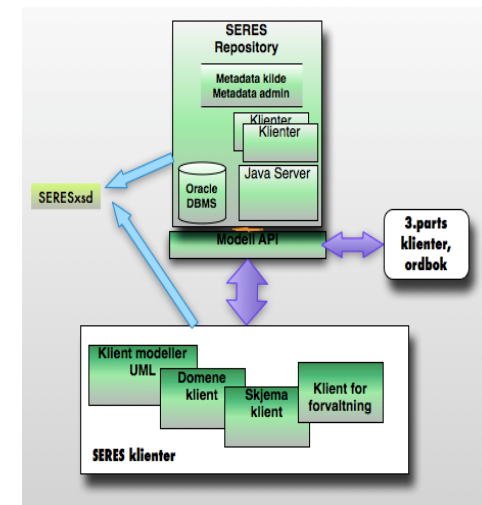 SERES
Repository
Metadata kilde
Metadata admin
Klienter
Klienter
Oracle
DBMS
Java Server
SERESxsd
Modell API
3.parts
klienter,
ordbok
Klient modeller
UML
Domene
klient
Skjema
klient
Klient for
forvaltning
SERES klienter